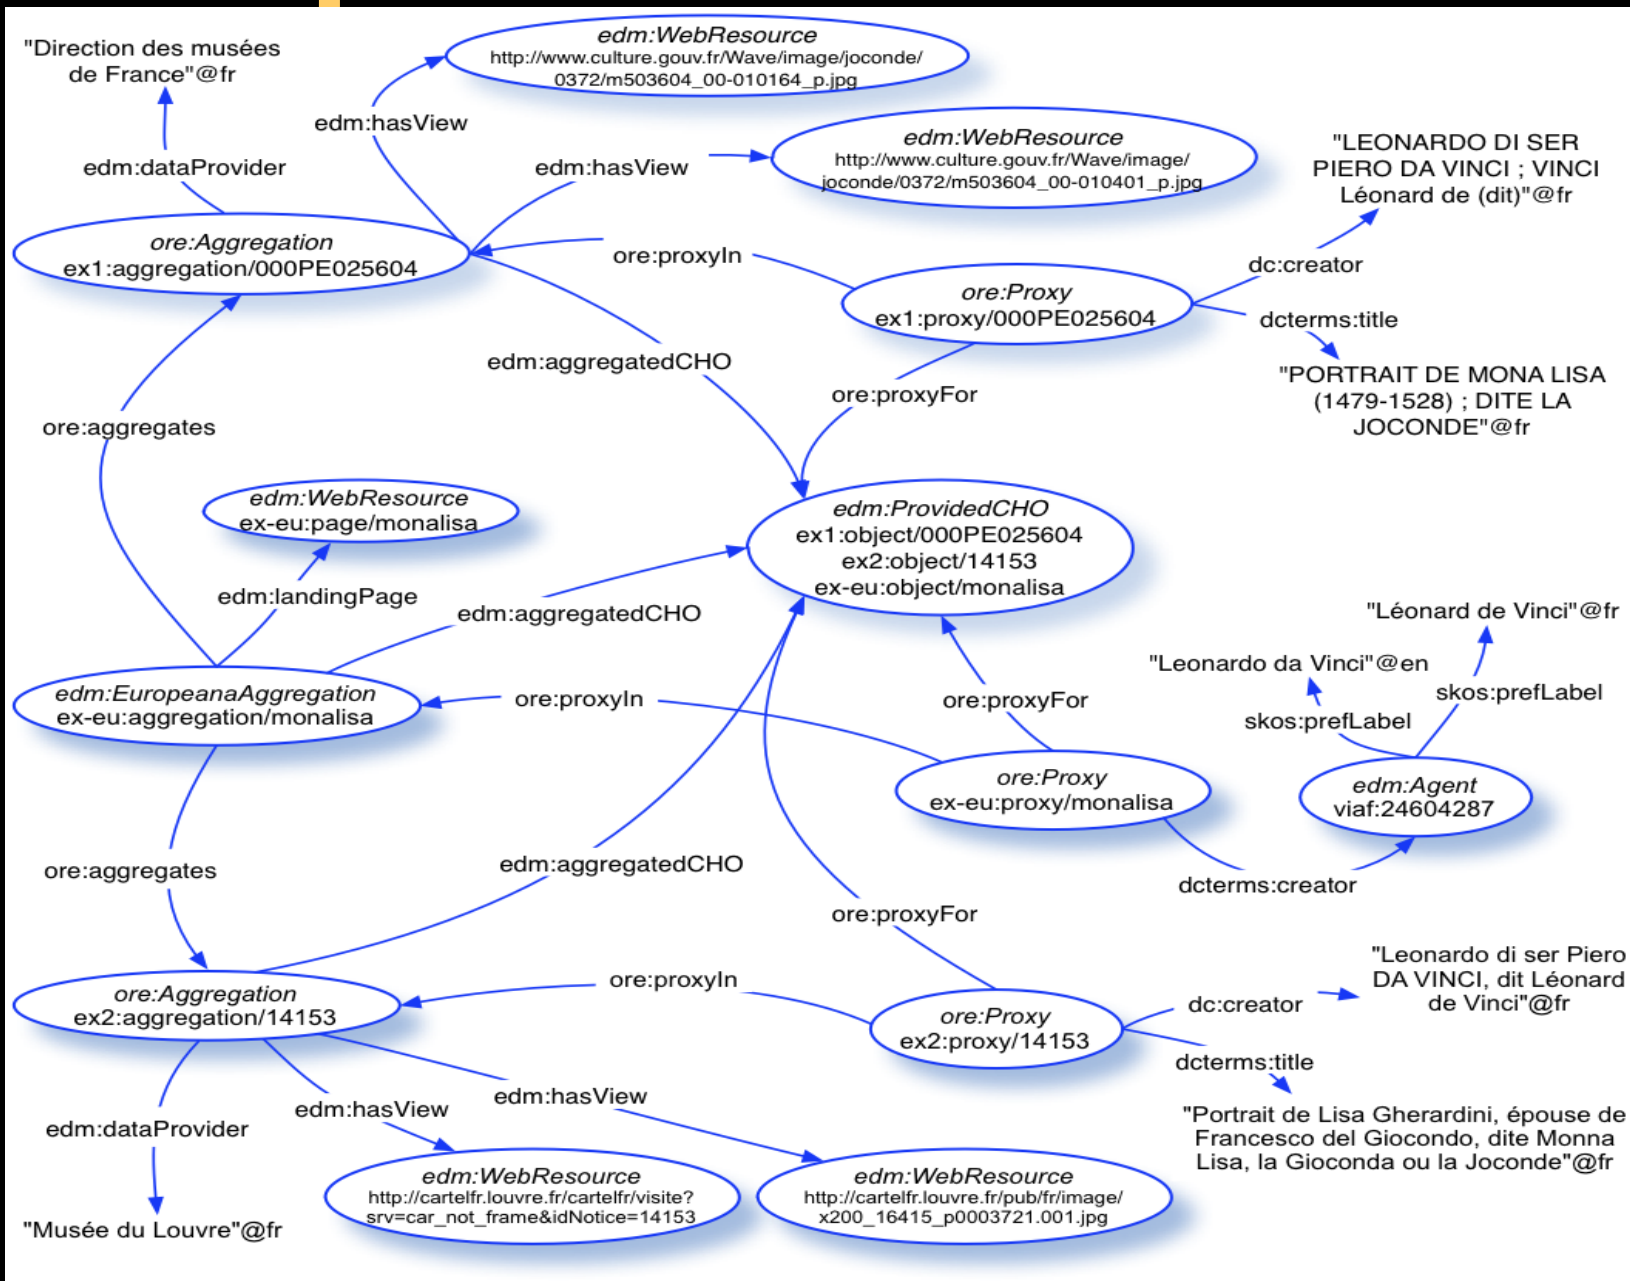 "Direction des musées
de France"@fr
edm:WebResource
http://www.culture.gouv.fr/Wave/image/joconde/
0372/m503604_00-010164_p.jpg
edm:hasView
edm:dataProvider
edm:hasView
edm:WebResource
http://www.culture.gouv.fr/Wave/image/
joconde/0372/m503604_00-010401_p.jpg
"LEONARDO DI SER
PIERO DA VINCI ; VINCI
Léonard de (dit)"@fr
ore:Aggregation
ex1:aggregation/000PE025604
ore:proxyIn
dc:creator
ore:Proxy
ex1:proxy/000PE025604
dcterms:title
edm:aggregatedCHO
ore:proxyFor
"PORTRAIT DE MONA LISA
(1479-1528) ; DITE LA
JOCONDE"@fr
ore:aggregates
edm:WebResource
ex-eu:page/monalisa
edm:ProvidedCHO
ex1:object/000PE025604
ex2:object/14153
ex-eu:object/monalisa
edm:landingPage
edm:aggregatedCHO
"Léonard de Vinci"@fr
"Leonardo da Vinci"@en
skos:prefLabel
skos:prefLabel
edm:EuropeanaAggregation
ex-eu:aggregation/monalisa
ore:proxyIn
ore:proxyFor
ore:Proxy
ex-eu:proxy/monalisa
edm:Agent
viaf:24604287
ore:aggregates
edm:aggregatedCHO
dcterms:creator
ore:proxyFor
"Leonardo di ser Piero
DA VINCI, dit Léonard
de Vinci"@fr
ore:Aggregation
ex2:aggregation/14153
ore:proxyIn
dc:creator
ore:Proxy
ex2:proxy/14153
dcterms:title
edm:hasView
edm:hasView
edm:dataProvider
"Portrait de Lisa Gherardini, épouse de
Francesco del Giocondo, dite Monna
Lisa, la Gioconda ou la Joconde"@fr
edm:WebResource
http://cartelfr.louvre.fr/cartelfr/visite?
srv=car_not_frame&idNotice=14153
edm:WebResource
http://cartelfr.louvre.fr/pub/fr/image/
x200_16415_p0003721.001.jpg
"Musée du Louvre"@fr